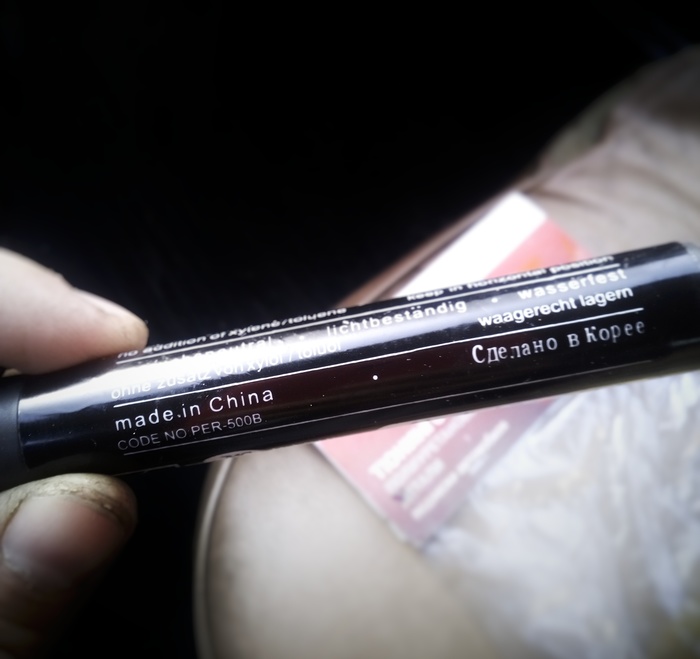 no addition of xylene/toluene keep in horizontal position
lichtbeständig • wasserfest
ohne zusatz van xylol / toluol waagerecht lagern
made in China Сделано в Корее
CODE NO PER-500B